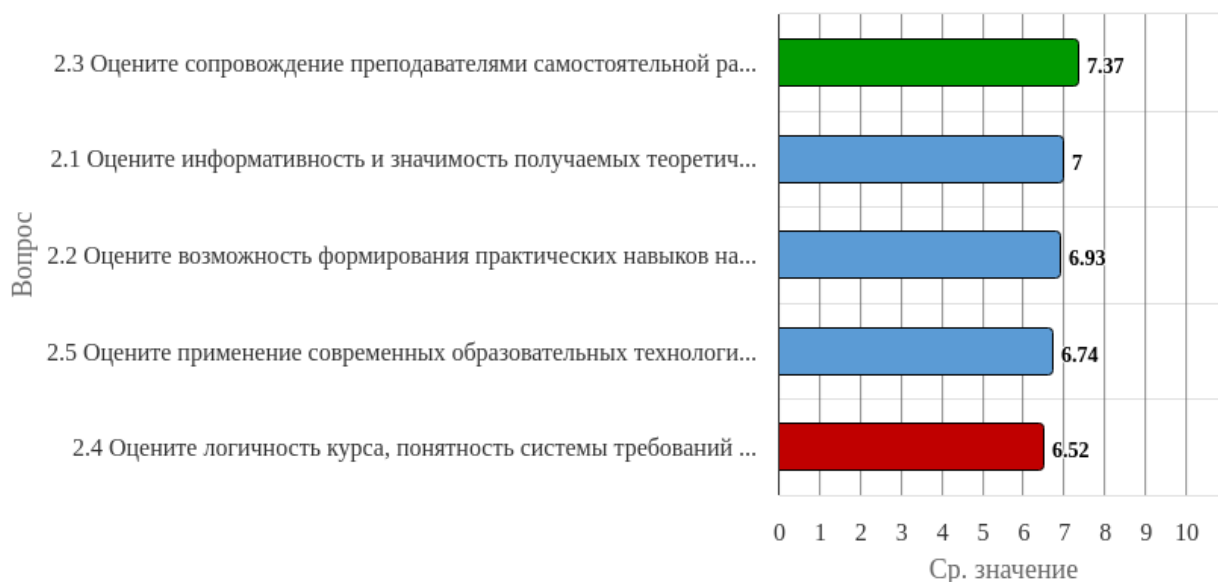 2.3 Оцените сопровождение преподавателями самостоятельной ра...
7.37
2.1 Оцените информативность и значимость получаемых теоретич...
7
2.2 Оцените возможность формирования практических навыков на...
6.93
2.5 Оцените применение современных образовательных технологи...
6.74
2.4 Оцените логичность курса, понятность системы требований ...
6.52
Вопрос
0 1 2 3 4 5 6 7 8 9 10
Ср. значение